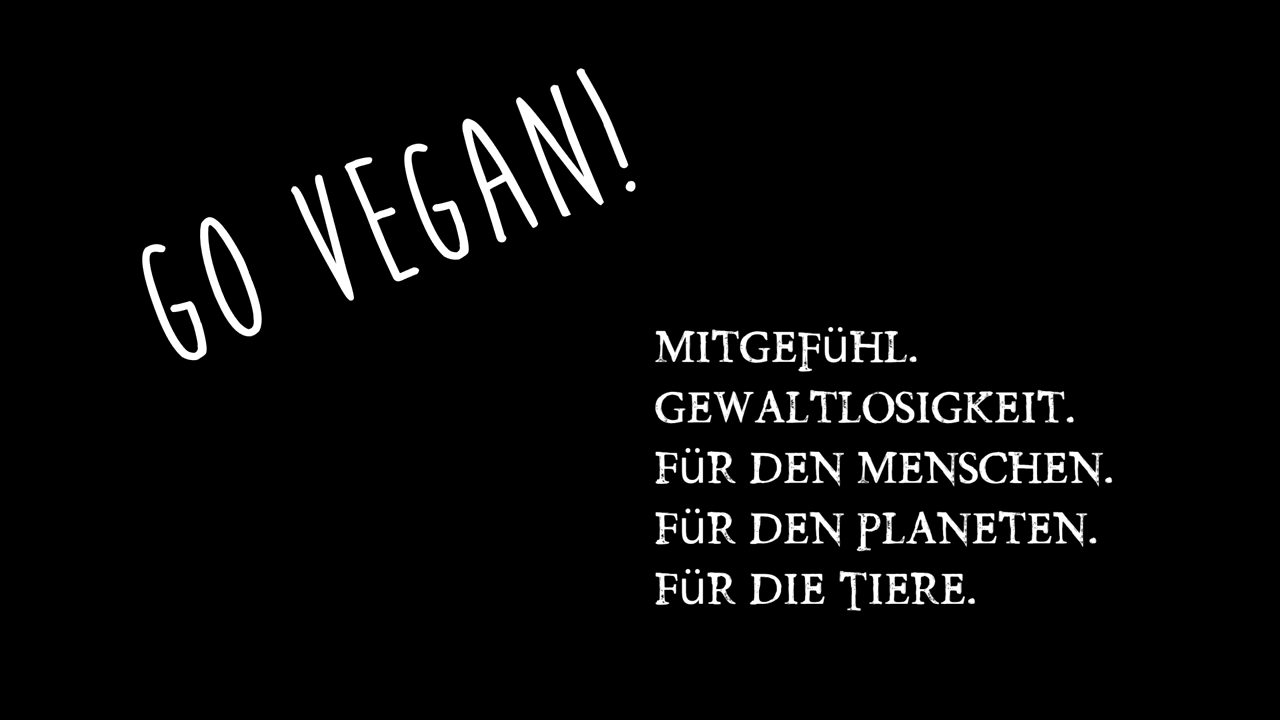 GO VEGAN!
MITGEFÜHL.
GEWALTLOSIGKEIT.
FÜR DEN MENSCHEN.
FÜR DEN PLANETEN.
FÜR DIE TIERE.